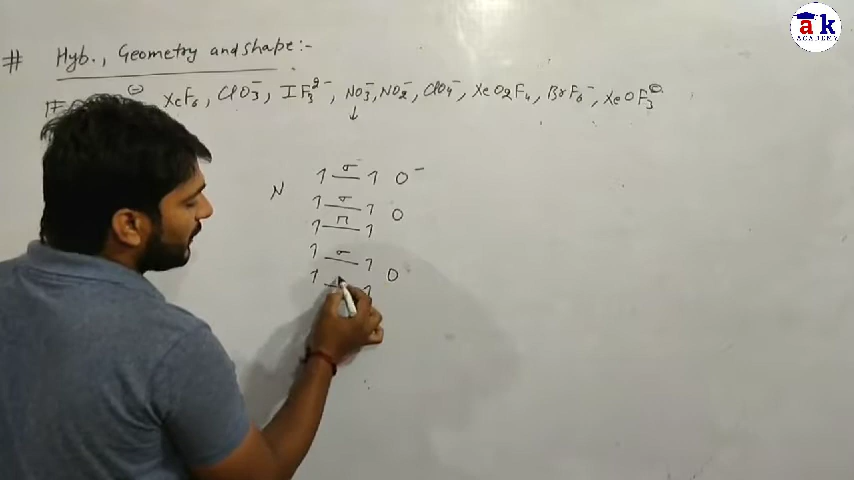 ak
ACADEMY
# Hyb., Geometry and shape:-
XeF₆, ClO₃⁻, IF₃²⁻, NO₃⁻, NO₂⁻, ClO₄⁻, XeO₂F₄, BrF₆⁻, XeOF₃⊖
↓
N 1 σ 1 O⁻
1 σ 1 O
1 π 1
1 σ 1 O
1 1